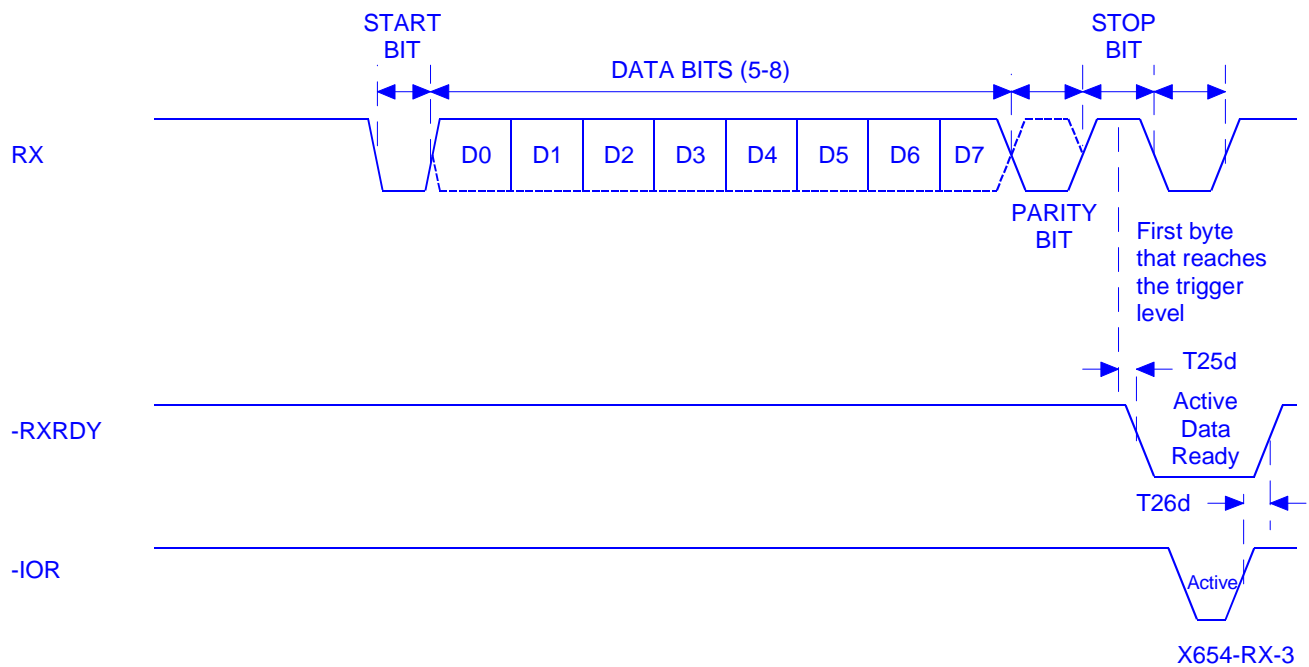 START
BIT
STOP
BIT
DATA BITS (5-8)
RX
D0 D1 D2 D3 D4 D5 D6 D7
PARITY
BIT
First byte
that reaches
the trigger
level
T25d
-RXRDY
Active
Data
Ready
T26d
-IOR
Active
X654-RX-3